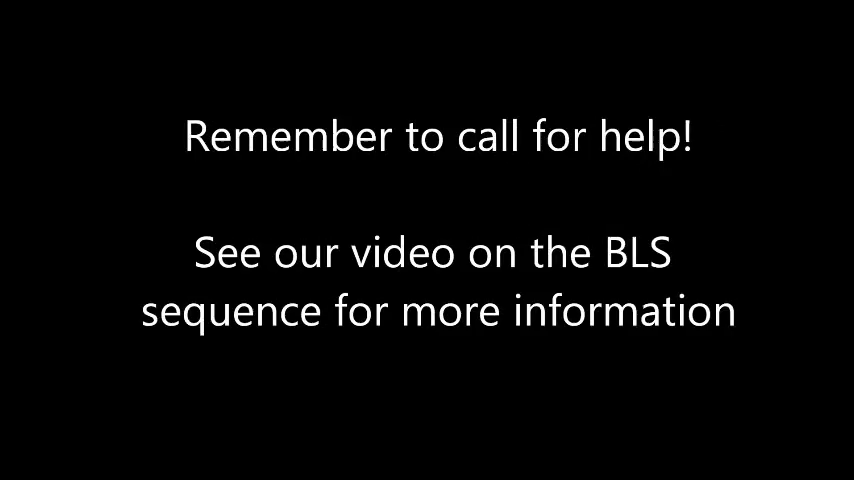 Remember to call for help!
See our video on the BLS
sequence for more information